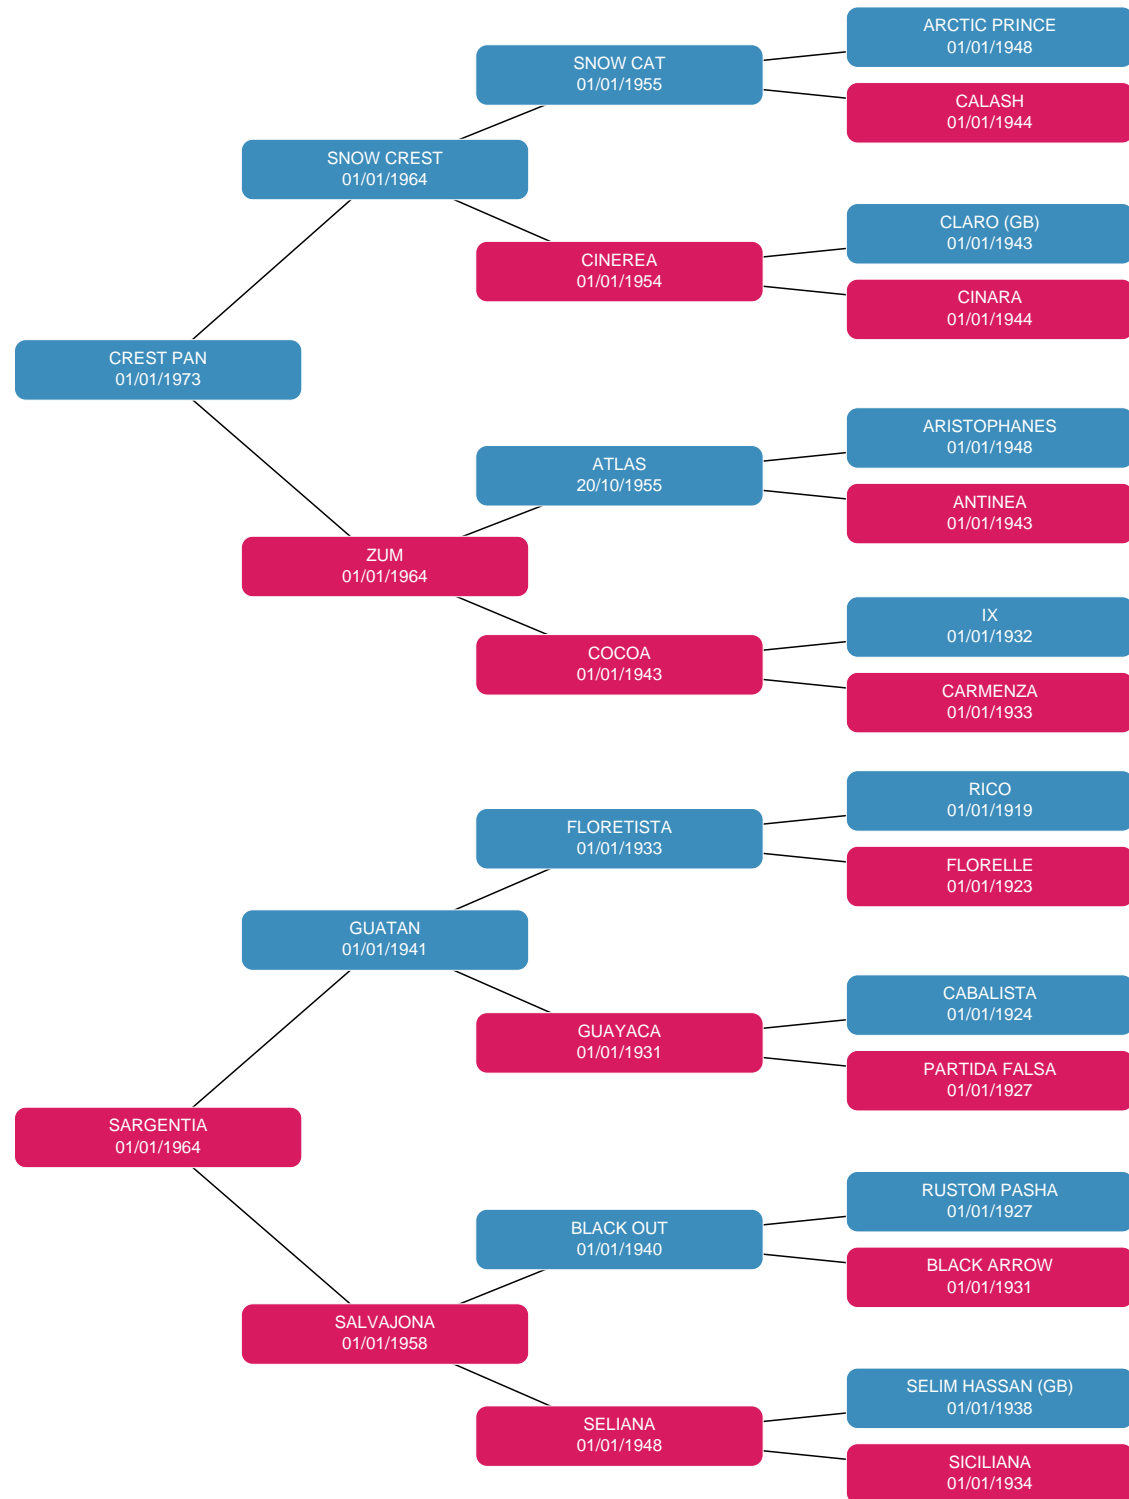 ARCTIC PRINCE
01/01/1948
SNOW CAT
01/01/1955
CALASH
01/01/1944
SNOW CREST
01/01/1964
CLARO (GB)
01/01/1943
CINEREA
01/01/1954
CINARA
01/01/1944
CREST PAN
01/01/1973
ARISTOPHANES
01/01/1948
ATLAS
20/10/1955
ANTINEA
01/01/1943
ZUM
01/01/1964
IX
01/01/1932
COCOA
01/01/1943
CARMENZA
01/01/1933
RICO
01/01/1919
FLORETISTA
01/01/1933
FLORELLE
01/01/1923
GUATAN
01/01/1941
CABALISTA
01/01/1924
GUAYACA
01/01/1931
PARTIDA FALSA
01/01/1927
SARGENTIA
01/01/1964
RUSTOM PASHA
01/01/1927
BLACK OUT
01/01/1940
BLACK ARROW
01/01/1931
SALVAJONA
01/01/1958
SELIM HASSAN (GB)
01/01/1938
SELIANA
01/01/1948
SICILIANA
01/01/1934